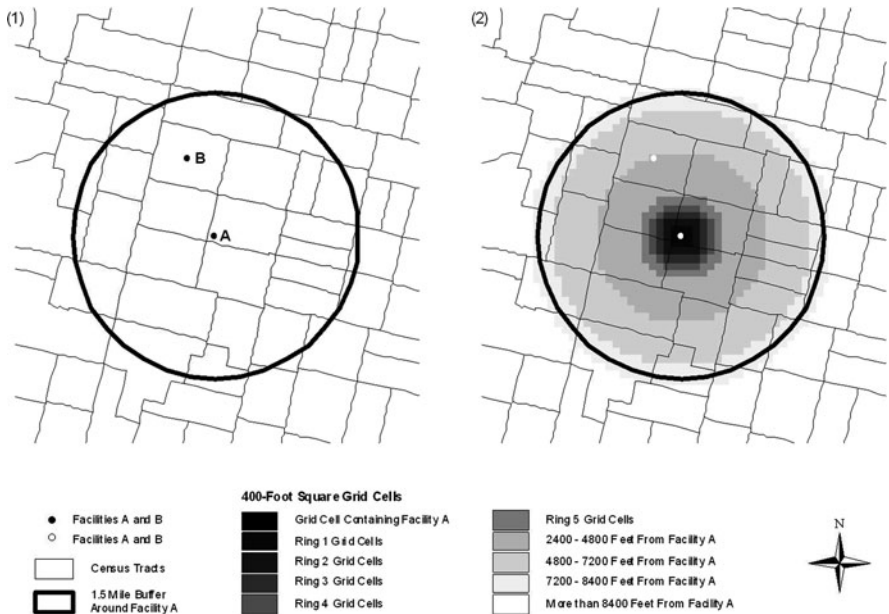 (1)
(2)
B
A
Facilities A and B
Facilities A and B
Census Tracts
1.5 Mile Buffer
Around Facility A
400-Foot Square Grid Cells
Grid Cell Containing Facility A
Ring 1 Grid Cells
Ring 2 Grid Cells
Ring 3 Grid Cells
Ring 4 Grid Cells
Ring 5 Grid Cells
2400 - 4800 Feet From Facility A
4800 - 7200 Feet From Facility A
7200 - 8400 Feet From Facility A
More than 8400 Feet From Facility A
N